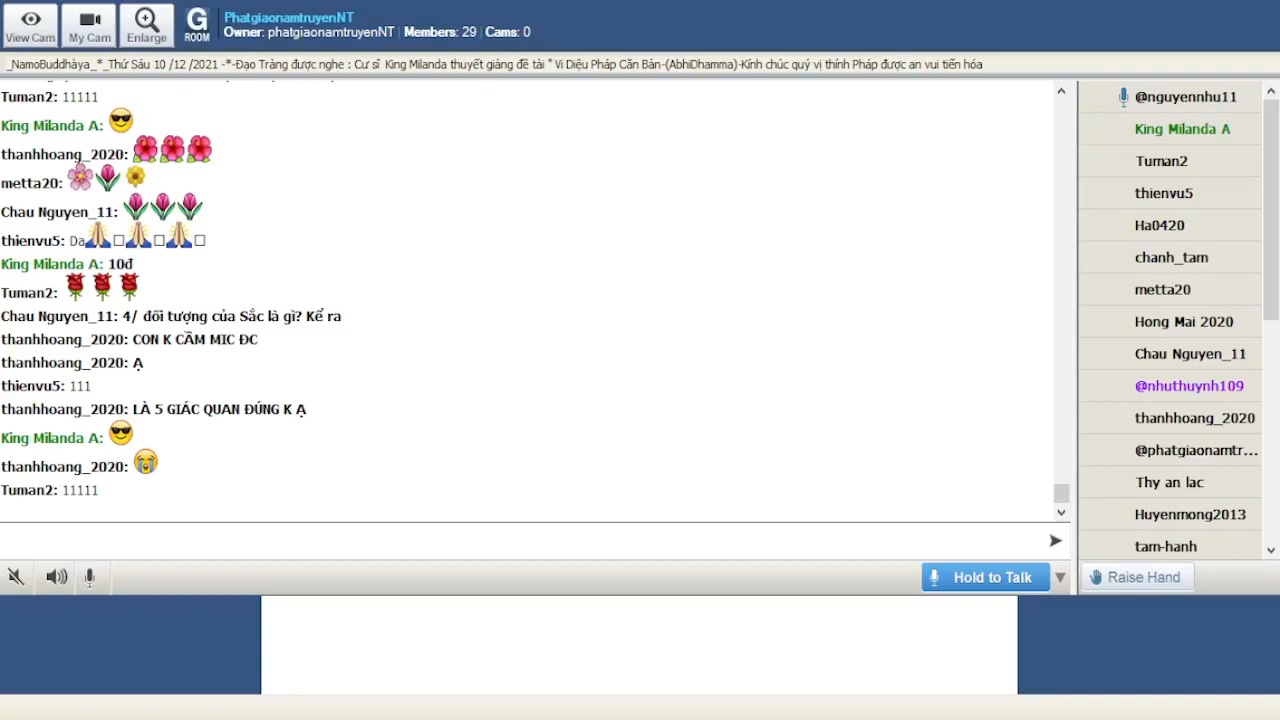 View Cam
My Cam
Enlarge
G
ROOM
PhatgiaonamtruyenNT
Owner: phatgiaonamtruyenNT | Members: 29 | Cams: 0
_NamoBuddhàya_*_Thứ Sáu 10 /12 /2021 -*-Đạo Tràng được nghe : Cư sĩ King Milanda thuyết giảng đề tài " Vi Diệu Pháp Căn Bản-(AbhiDhamma)-Kính chúc quý vị thính Pháp được an vui tiến hóa
Tuman2: 11111
King Milanda A: 😎
thanhhoang_2020: 🌺🌺🌺
metta20: 🌸🌷🌻
Chau Nguyen_11: 🌷🌷🌷
thienvu5: Da🙏□🙏□🙏□
King Milanda A: 10đ
Tuman2: 🌹🌹🌹
Chau Nguyen_11: 4/ đối tượng của Sắc là gì? Kể ra
thanhhoang_2020: CON K CẦM MIC ĐC
thanhhoang_2020: Ạ
thienvu5: 111
thanhhoang_2020: LÀ 5 GIÁC QUAN ĐÚNG K Ạ
King Milanda A: 😎
thanhhoang_2020: 😭
Tuman2: 11111
@nguyennhu11
King Milanda A
Tuman2
thienvu5
Ha0420
chanh_tam
metta20
Hong Mai 2020
Chau Nguyen_11
@nhuthuynh109
thanhhoang_2020
@phatgiaonamtr...
Thy an lac
Huyenmong2013
tam-hanh
Hold to Talk
Raise Hand